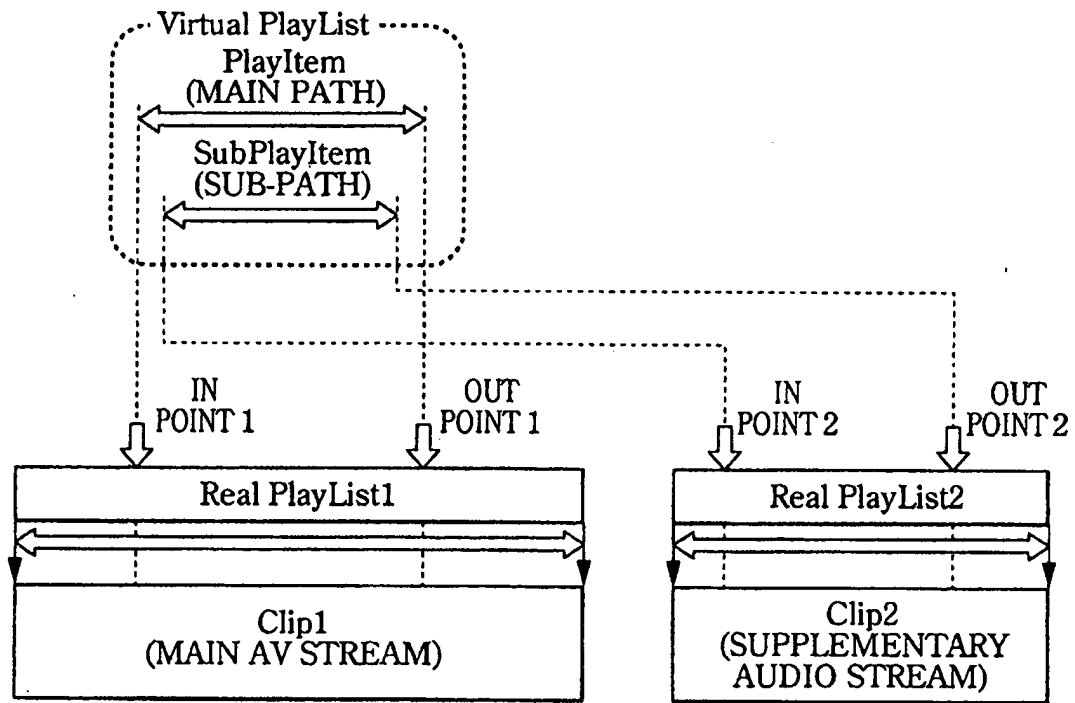 Virtual PlayList
PlayItem
(MAIN PATH)
SubPlayItem
(SUB-PATH)
IN
POINT 1
OUT
POINT 1
IN
POINT 2
OUT
POINT 2
Real PlayList1
Real PlayList2
Clip1
(MAIN AV STREAM)
Clip2
(SUPPLEMENTARY
AUDIO STREAM)